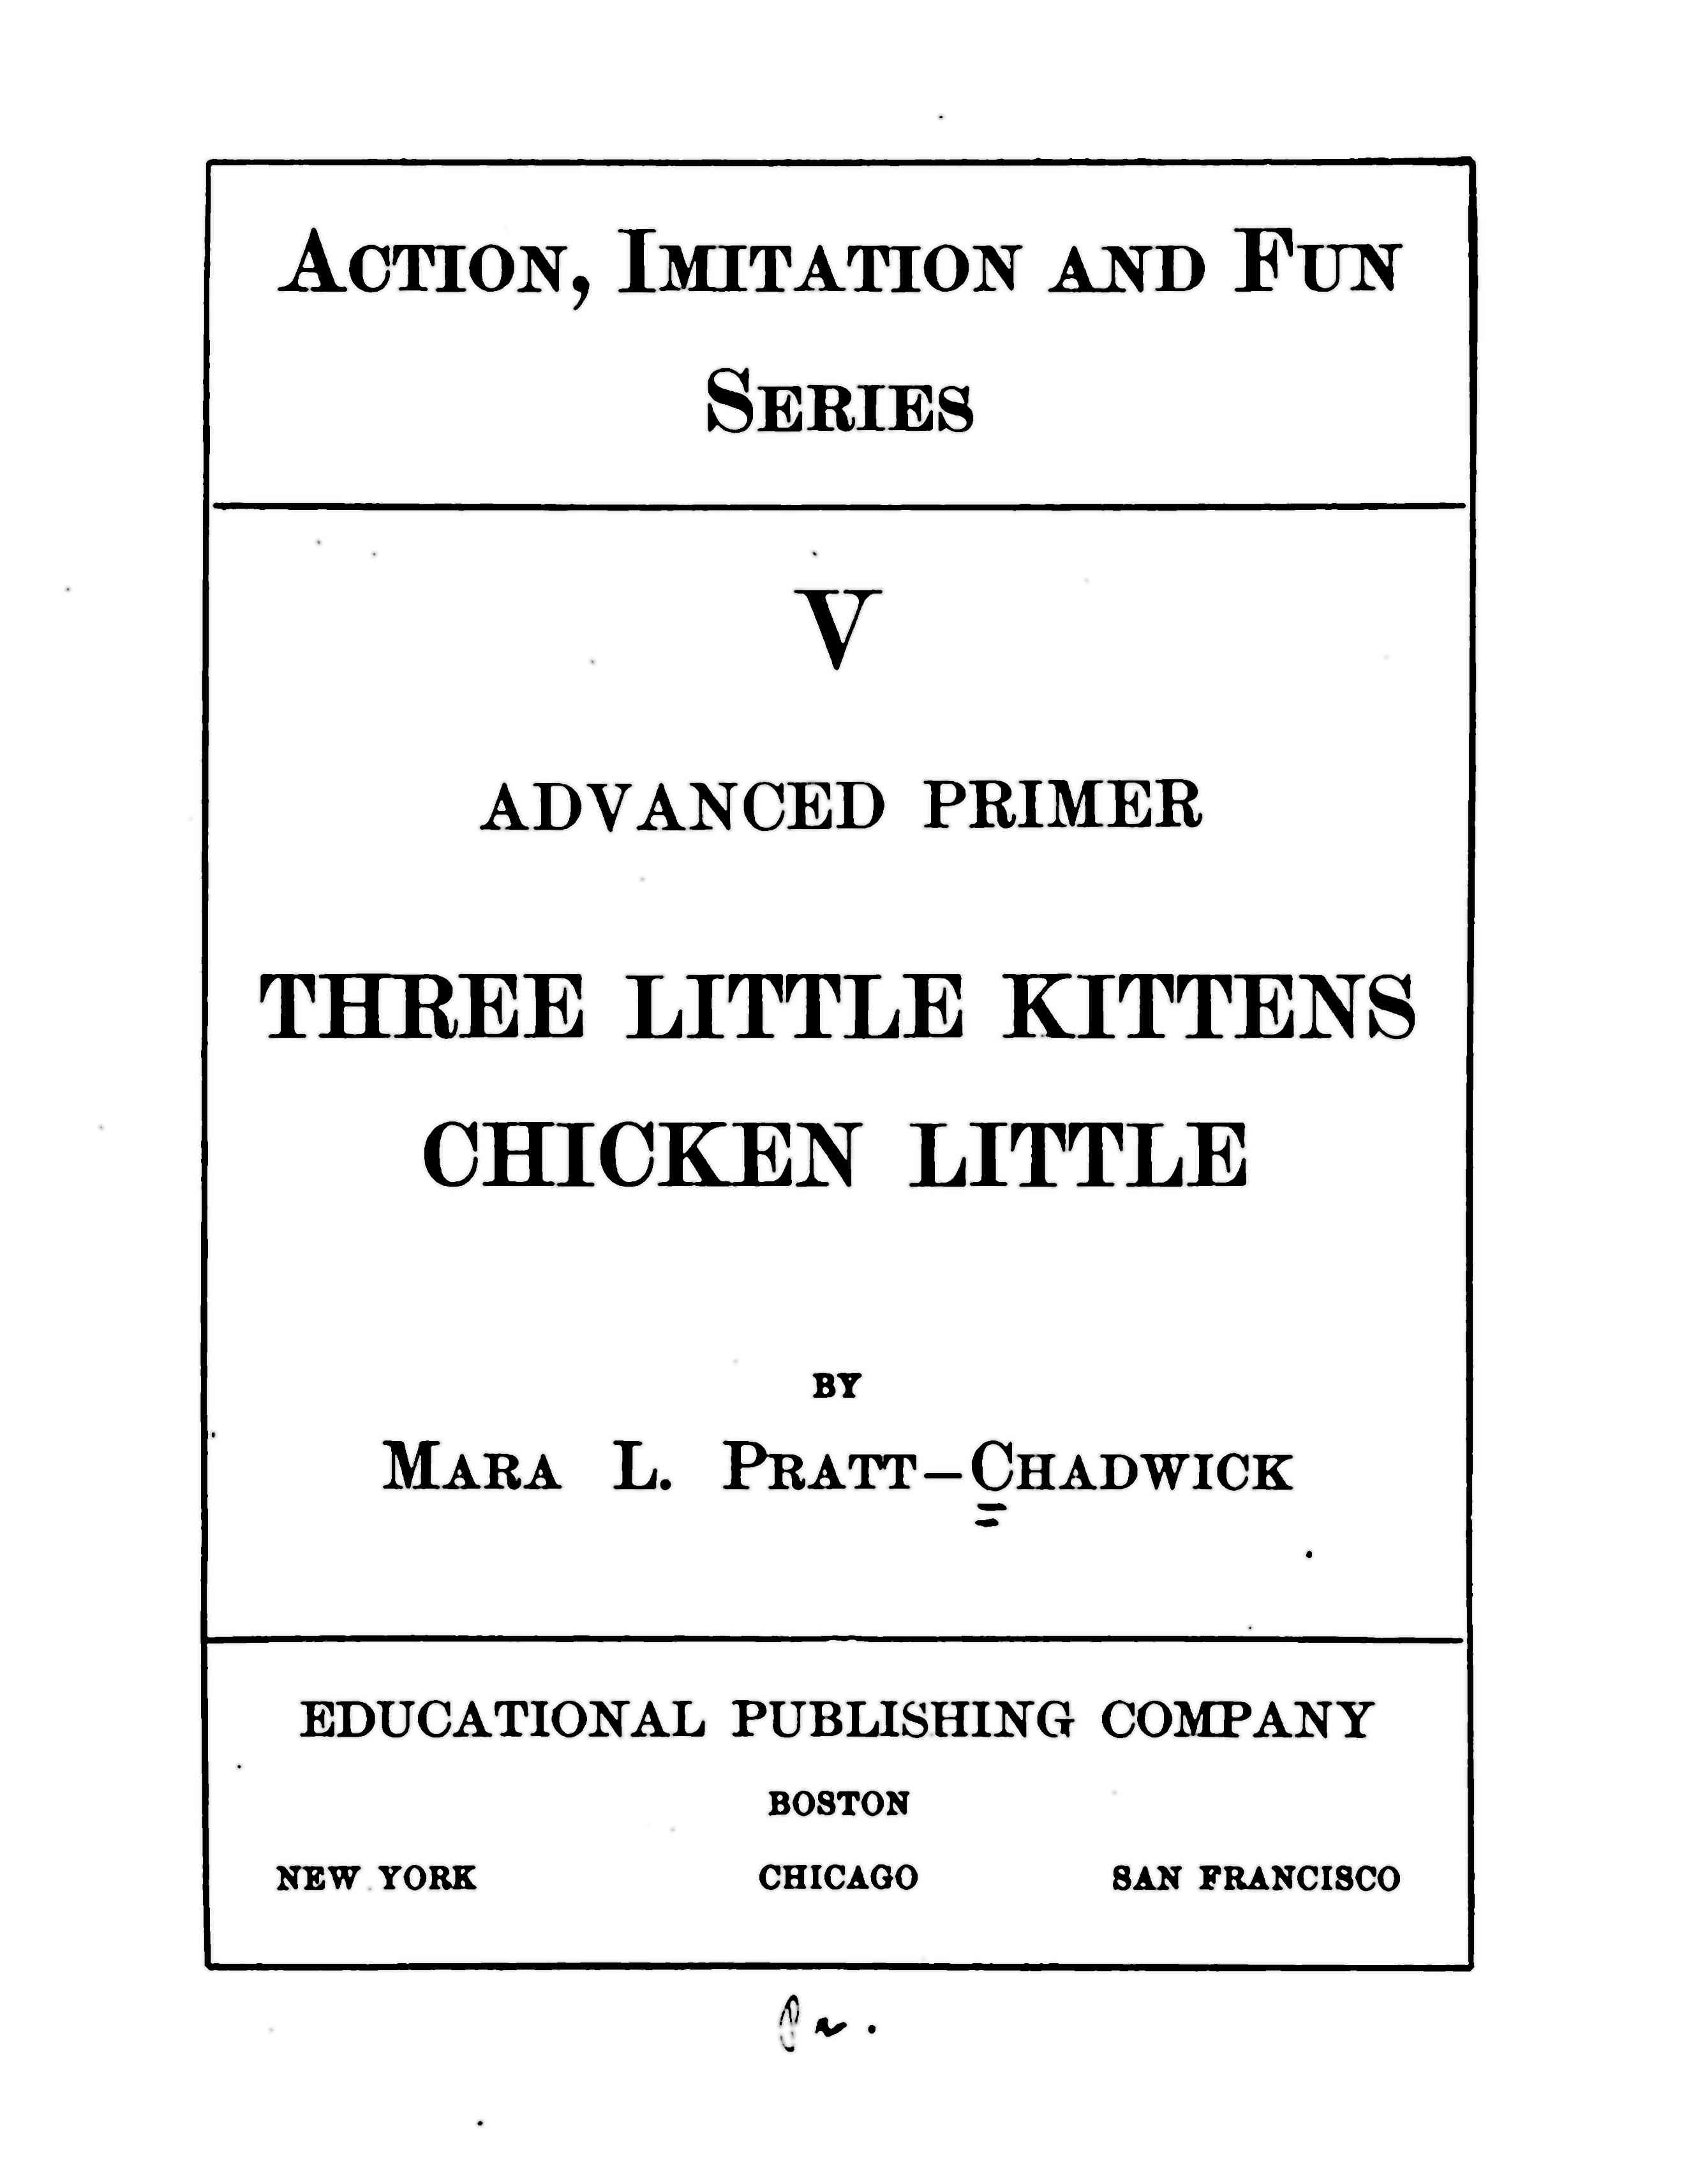 Action, Imitation and Fun
Series
V
ADVANCED PRIMER
THREE LITTLE KITTENS
CHICKEN LITTLE
BY
Mara L. Pratt-Chadwick
EDUCATIONAL PUBLISHING COMPANY
BOSTON
NEW YORK CHICAGO SAN FRANCISCO